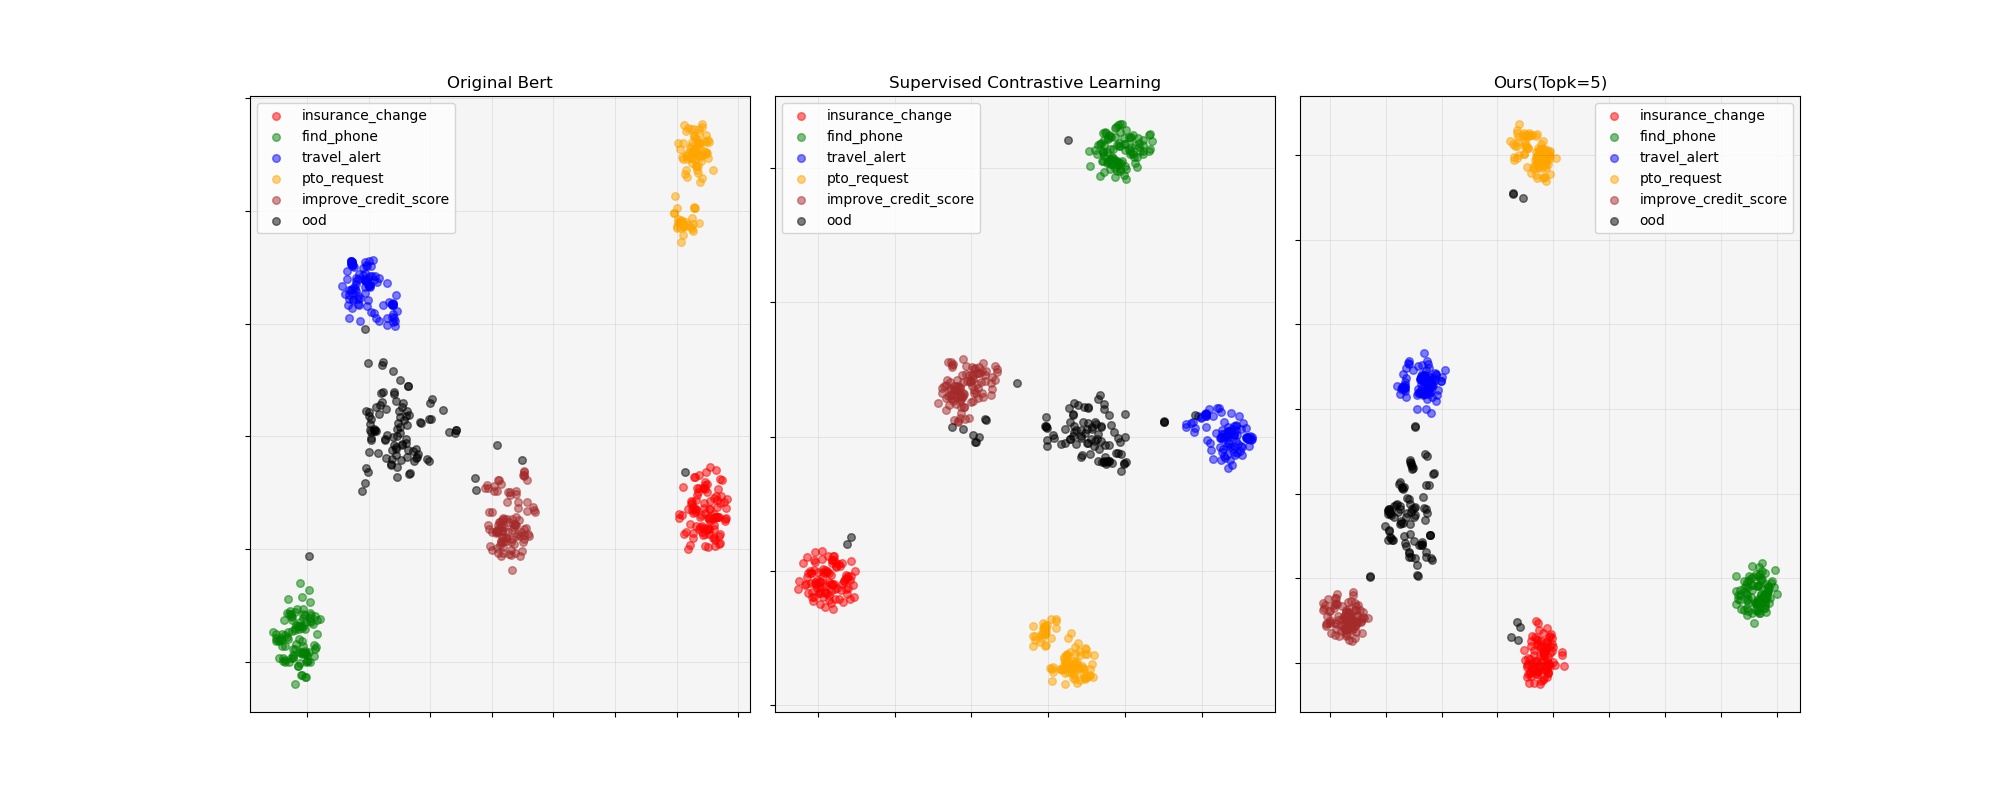 Original Bert
insurance_change
find_phone
travel_alert
pto_request
improve_credit_score
ood
Supervised Contrastive Learning
insurance_change
find_phone
travel_alert
pto_request
improve_credit_score
ood
Ours(Topk=5)
insurance_change
find_phone
travel_alert
pto_request
improve_credit_score
ood